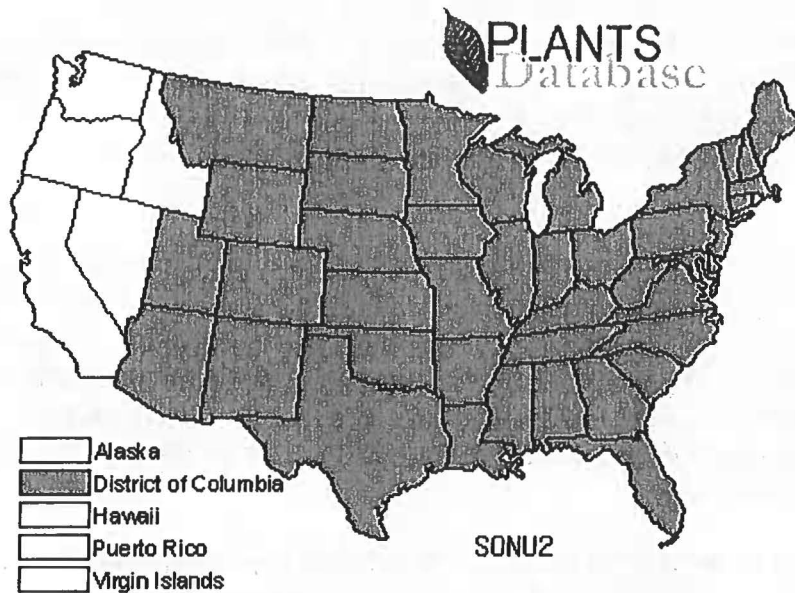 PLANTS
Database
Alaska
District of Columbia
Hawaii
Puerto Rico
Virgin Islands
SONU2